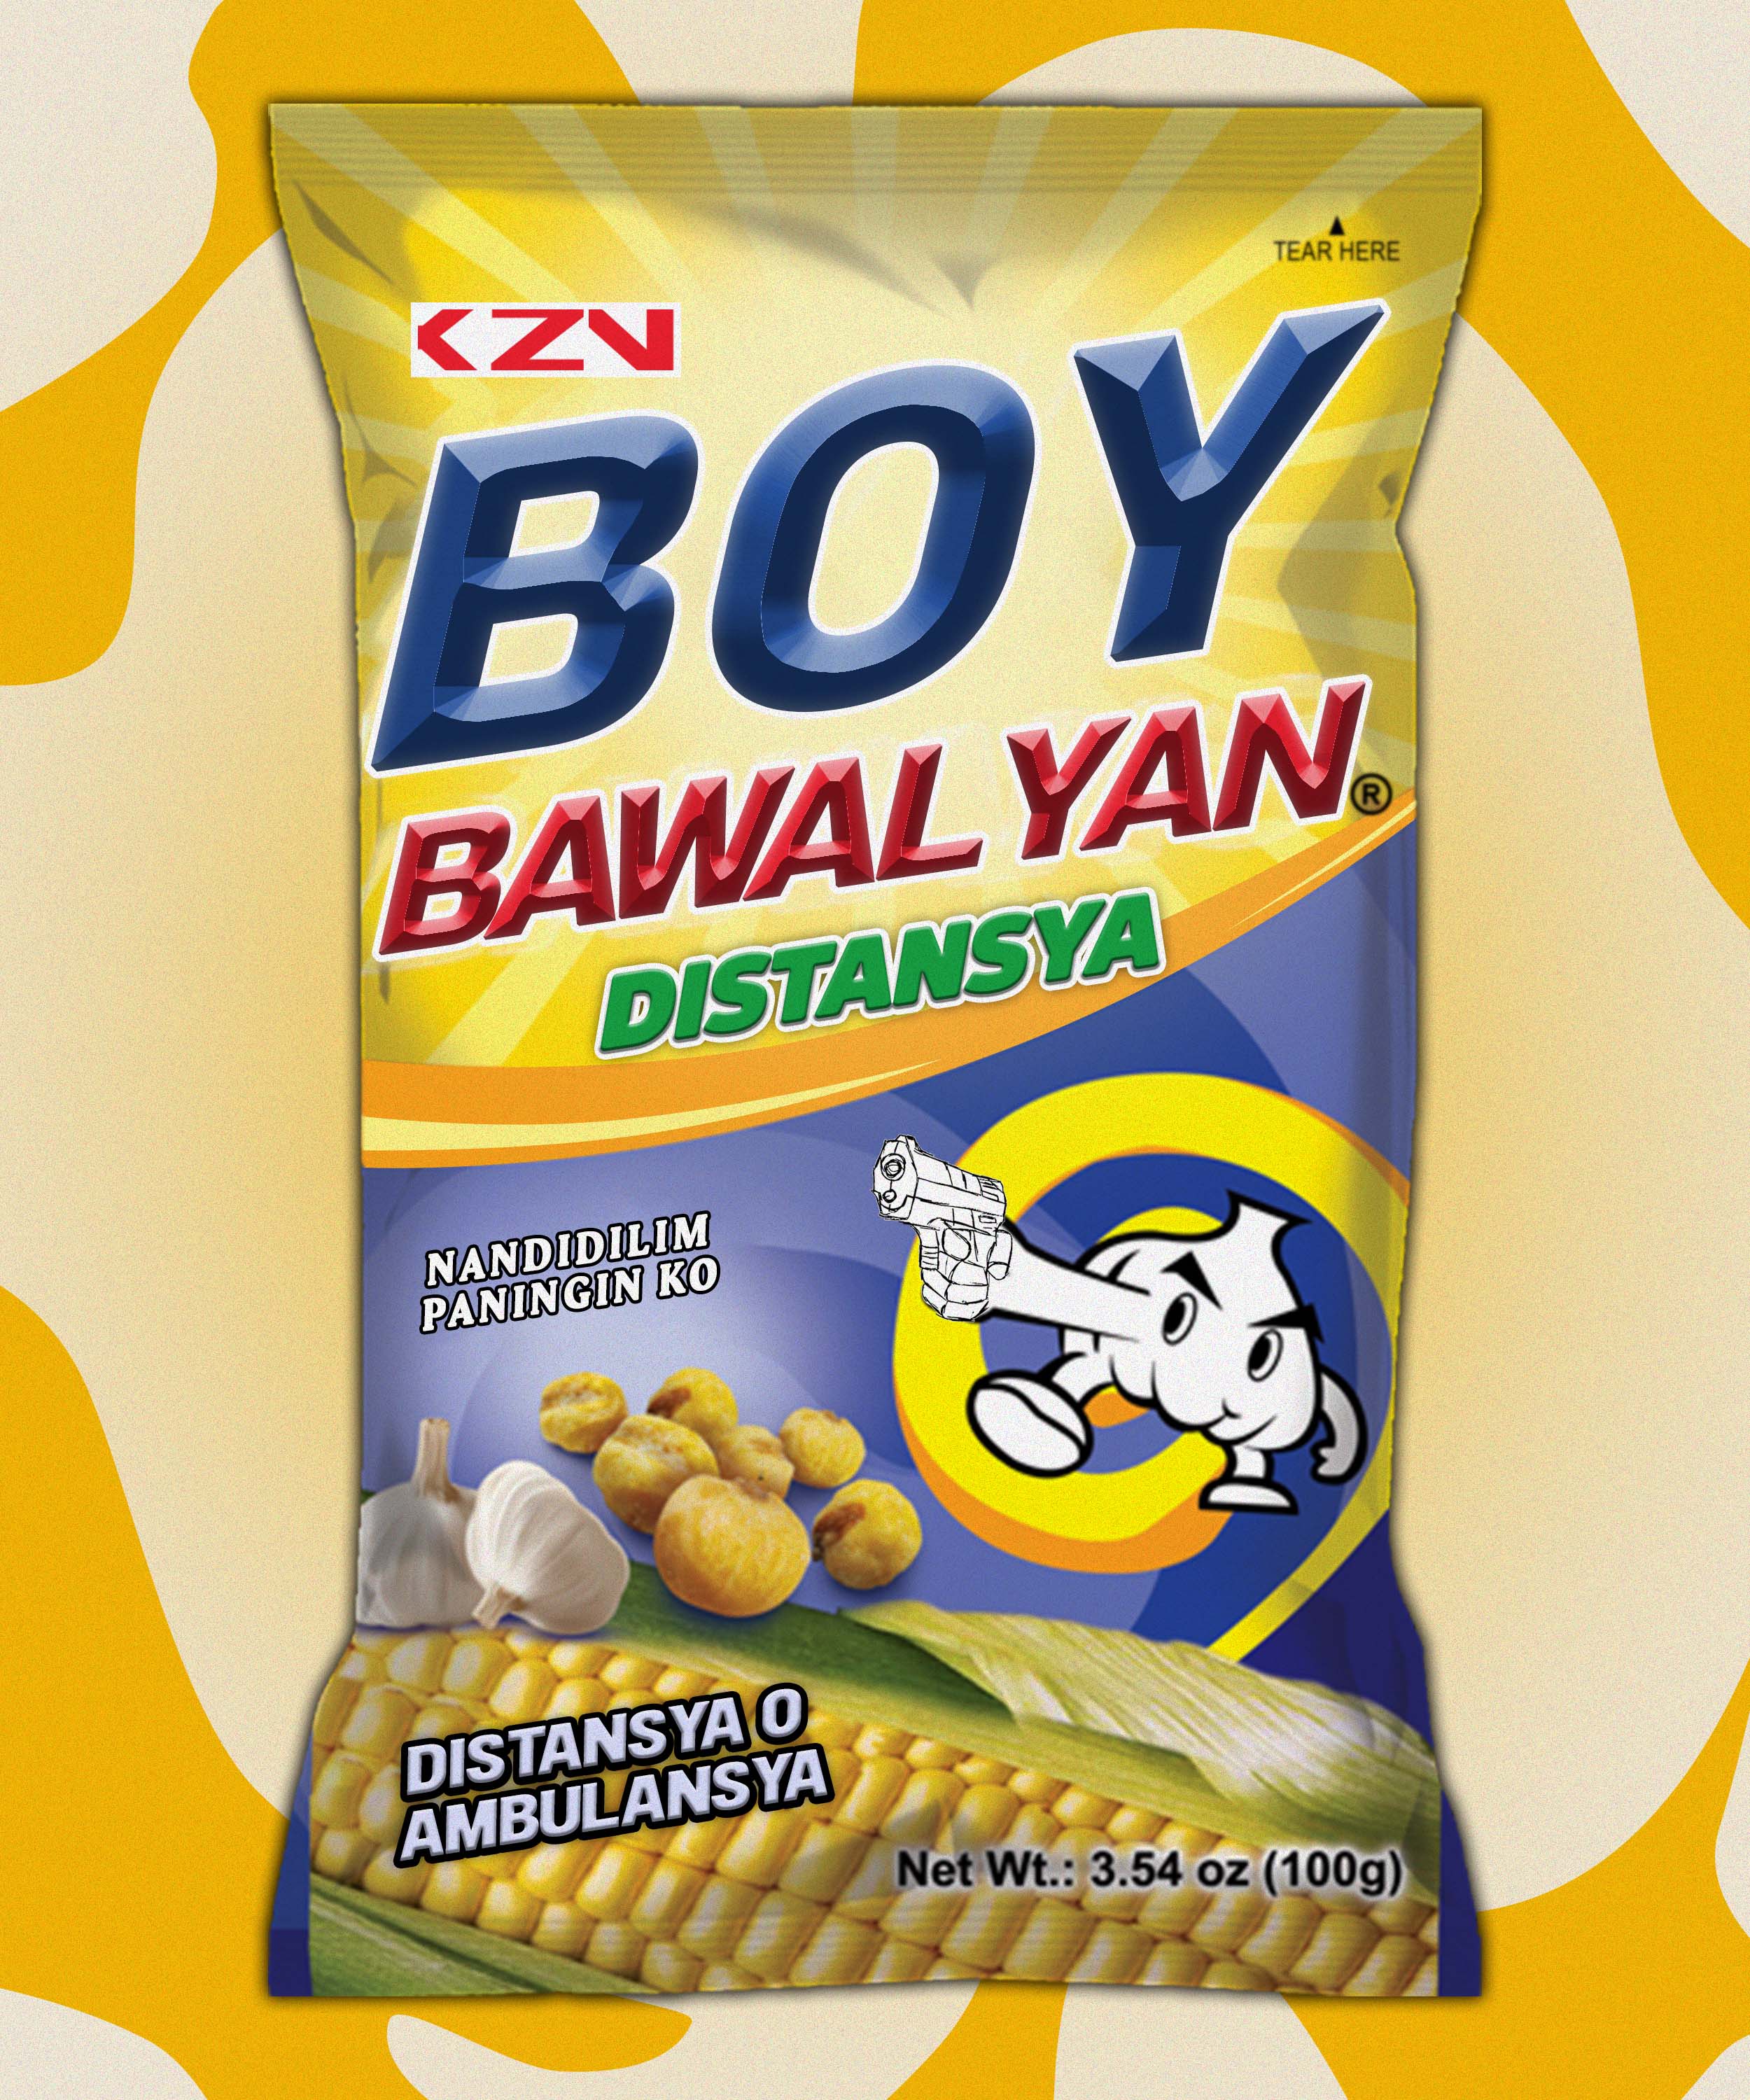 TEAR HERE
KZV
BOY
BAWAL YAN®
DISTANSYA
NANDIDILIM
PANINGIN KO
DISTANSYA O
AMBULANSYA
Net Wt.: 3.54 oz (100g)